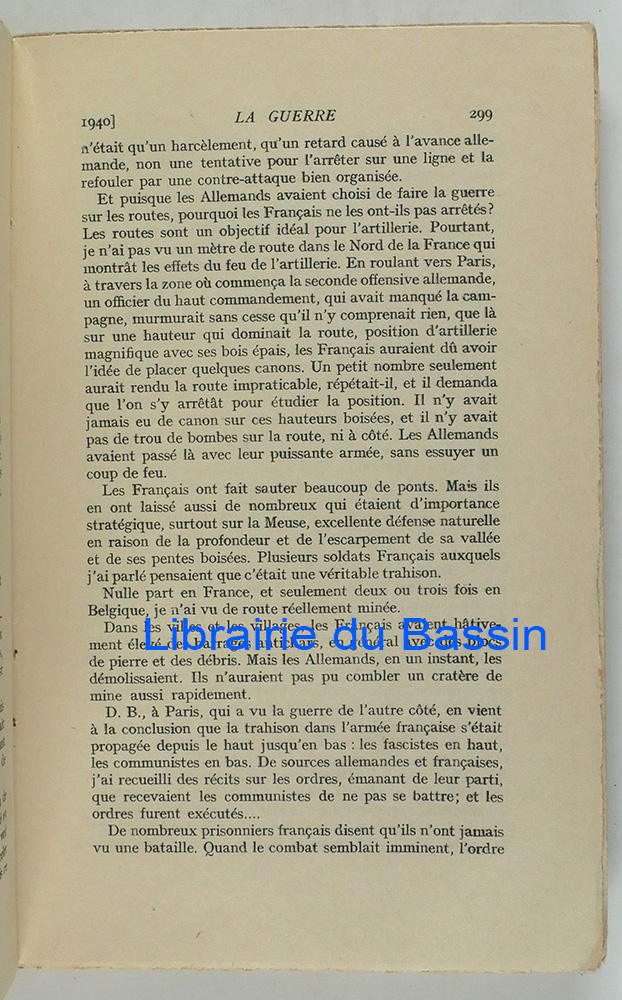 1940] LA GUERRE 299
n'était qu'un harcèlement, qu'un retard causé à l'avance alle-
mande, non une tentative pour l'arrêter sur une ligne et la
refouler par une contre-attaque bien organisée.
Et puisque les Allemands avaient choisi de faire la guerre
sur les routes, pourquoi les Français ne les ont-ils pas arrêtés?
Les routes sont un objectif idéal pour l'artillerie. Pourtant,
je n'ai pas vu un mètre de route dans le Nord de la France qui
montrât les effets du feu de l'artillerie. En roulant vers Paris,
à travers la zone où commença la seconde offensive allemande,
un officier du haut commandement, qui avait manqué la cam-
pagne, murmurait sans cesse qu'il n'y comprenait rien, que là
sur une hauteur qui dominait la route, position d'artillerie
magnifique avec ses bois épais, les Français auraient dû avoir
l'idée de placer quelques canons. Un petit nombre seulement
aurait rendu la route impraticable, répétait-il, et il demanda
que l'on s'y arrêtât pour étudier la position. Il n'y avait
jamais eu de canon sur ces hauteurs boisées, et il n'y avait
pas de trou de bombes sur la route, ni à côté. Les Allemands
avaient passé là avec leur puissante armée, sans essuyer un
coup de feu.
Les Français ont fait sauter beaucoup de ponts. Mais ils
en ont laissé aussi de nombreux qui étaient d'importance
stratégique, surtout sur la Meuse, excellente défense naturelle
en raison de la profondeur et de l'escarpement de sa vallée
et de ses pentes boisées. Plusieurs soldats Français auxquels
j'ai parlé pensaient que c'était une véritable trahison.
Nulle part en France, et seulement deux ou trois fois en
Belgique, je n'ai vu de route réellement minée.
Dans les villes et les villages, les Français avaient hâtive-
ment élevé des barrages antichars, en général avec des blocs
Librairie du Bassin
de pierre et des débris. Mais les Allemands, en un instant, les
démolissaient. Ils n'auraient pas pu combler un cratère de
mine aussi rapidement.
D. B., à Paris, qui a vu la guerre de l'autre côté, en vient
à la conclusion que la trahison dans l'armée française s'était
propagée depuis le haut jusqu'en bas : les fascistes en haut,
les communistes en bas. De sources allemandes et françaises,
j'ai recueilli des récits sur les ordres, émanant de leur parti,
que recevaient les communistes de ne pas se battre; et les
ordres furent exécutés....
De nombreux prisonniers français disent qu'ils n'ont jamais
vu une bataille. Quand le combat semblait imminent, l'ordre